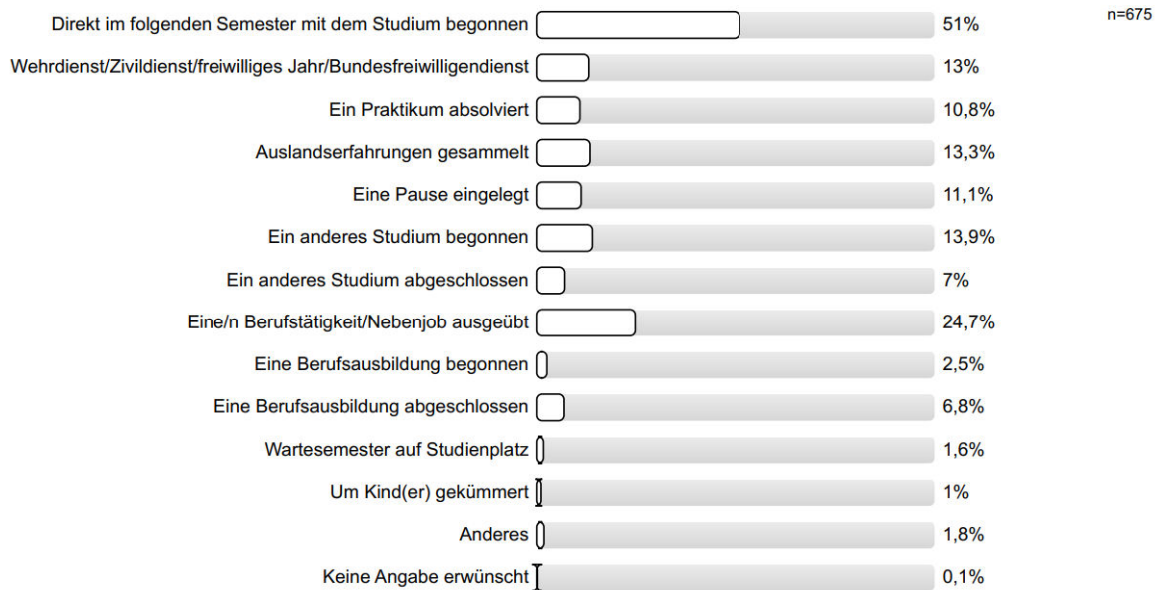 n=675
Direkt im folgenden Semester mit dem Studium begonnen 51%
Wehrdienst/Zivildienst/freiwilliges Jahr/Bundesfreiwilligendienst 13%
Ein Praktikum absolviert 10,8%
Auslandserfahrungen gesammelt 13,3%
Eine Pause eingelegt 11,1%
Ein anderes Studium begonnen 13,9%
Ein anderes Studium abgeschlossen 7%
Eine/n Berufstätigkeit/Nebenjob ausgeübt 24,7%
Eine Berufsausbildung begonnen 2,5%
Eine Berufsausbildung abgeschlossen 6,8%
Wartesemester auf Studienplatz 1,6%
Um Kind(er) gekümmert 1%
Anderes 1,8%
Keine Angabe erwünscht 0,1%